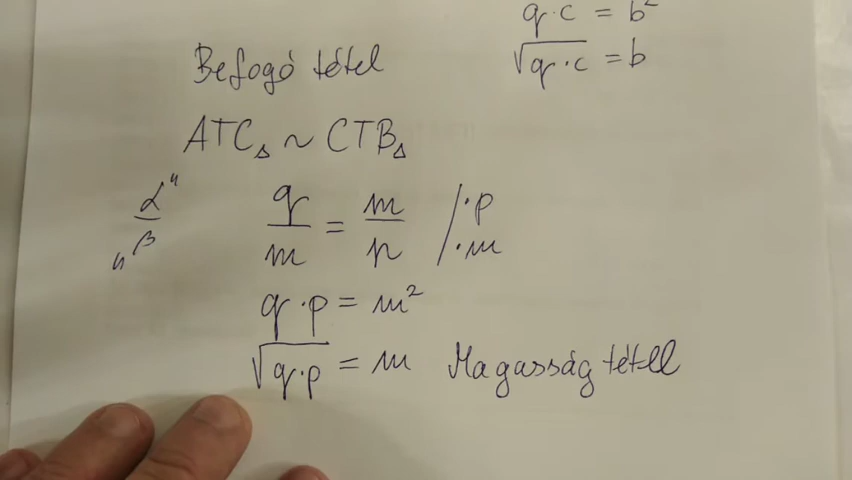 q·c = b²
√q·c = b
Befogó tétel
ATC△ ~ CTB△
"α"/"β" q/m = m/p /·p ·m
q·p = m²
√q·p = m Magasság tétel